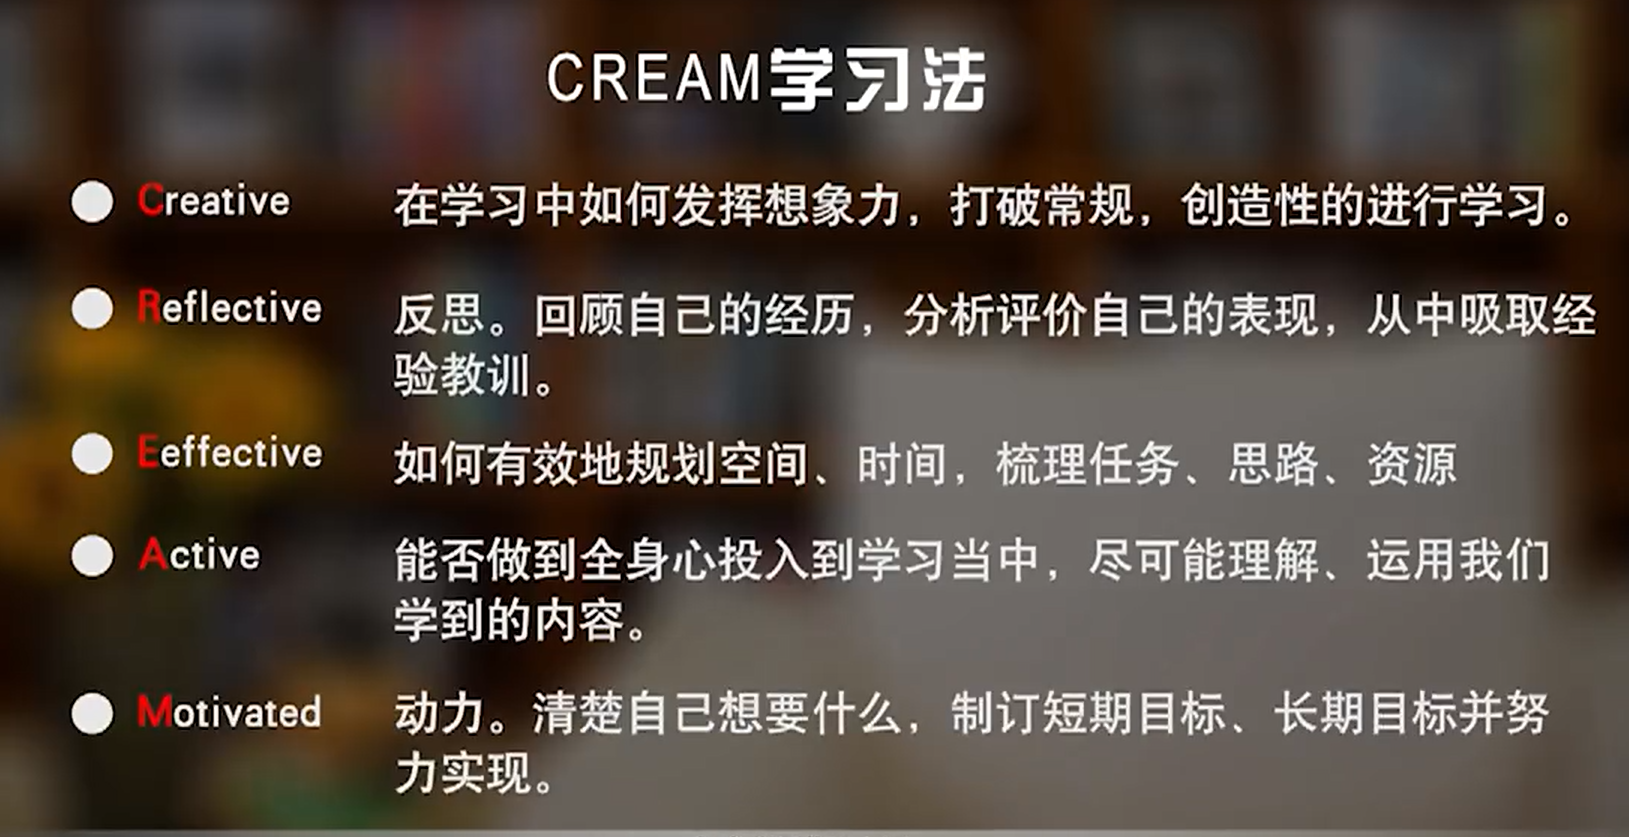 CREAM学习法
Creative 在学习中如何发挥想象力，打破常规，创造性的进行学习。
Reflective 反思。回顾自己的经历，分析评价自己的表现，从中吸取经
验教训。
Eeffective 如何有效地规划空间、时间，梳理任务、思路、资源
Active 能否做到全身心投入到学习当中，尽可能理解、运用我们
学到的内容。
Motivated 动力。清楚自己想要什么，制订短期目标、长期目标并努
力实现。